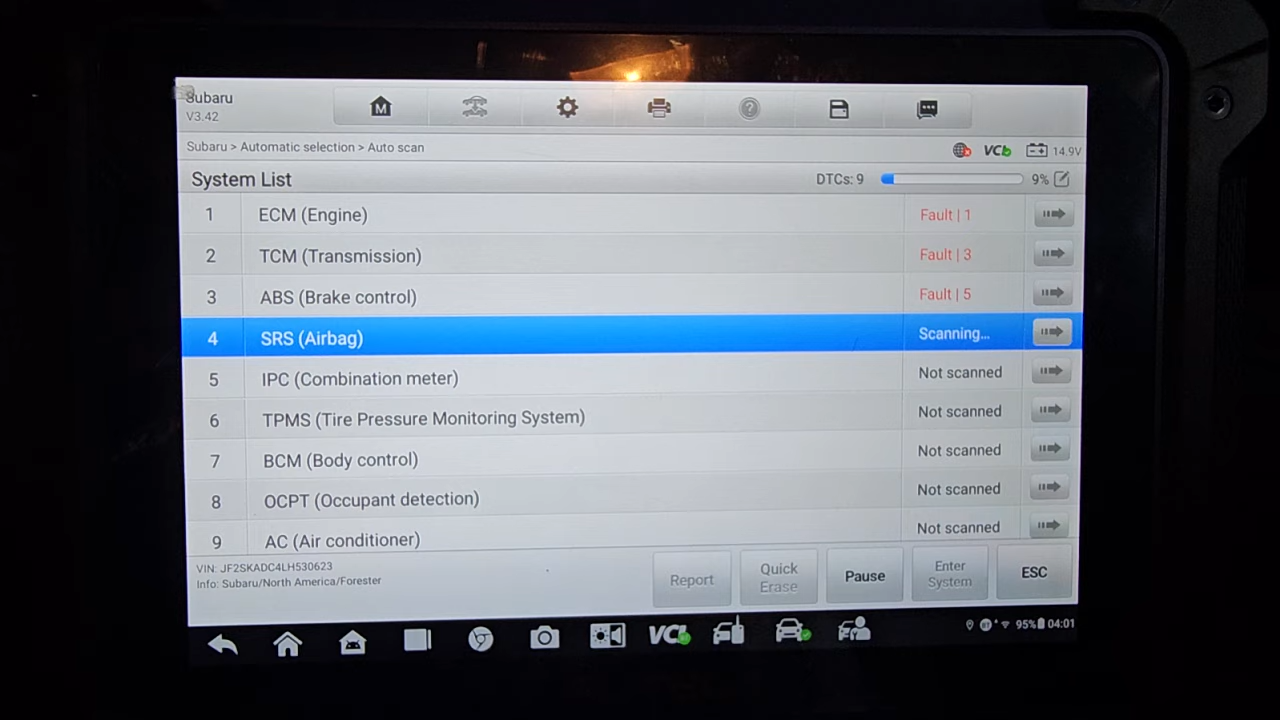 Subaru
V3.42
M
?
Subaru > Automatic selection > Auto scan
VCI 14.9V
System List DTCs: 9 9%
1 ECM (Engine) Fault | 1
2 TCM (Transmission) Fault | 3
3 ABS (Brake control) Fault | 5
4 SRS (Airbag) Scanning...
5 IPC (Combination meter) Not scanned
6 TPMS (Tire Pressure Monitoring System) Not scanned
7 BCM (Body control) Not scanned
8 OCPT (Occupant detection) Not scanned
9 AC (Air conditioner) Not scanned
VIN: JF2SKADC4LH530623
Info: Subaru/North America/Forester
Report
Quick Erase
Pause
Enter System
ESC
VCI
95% 04:01